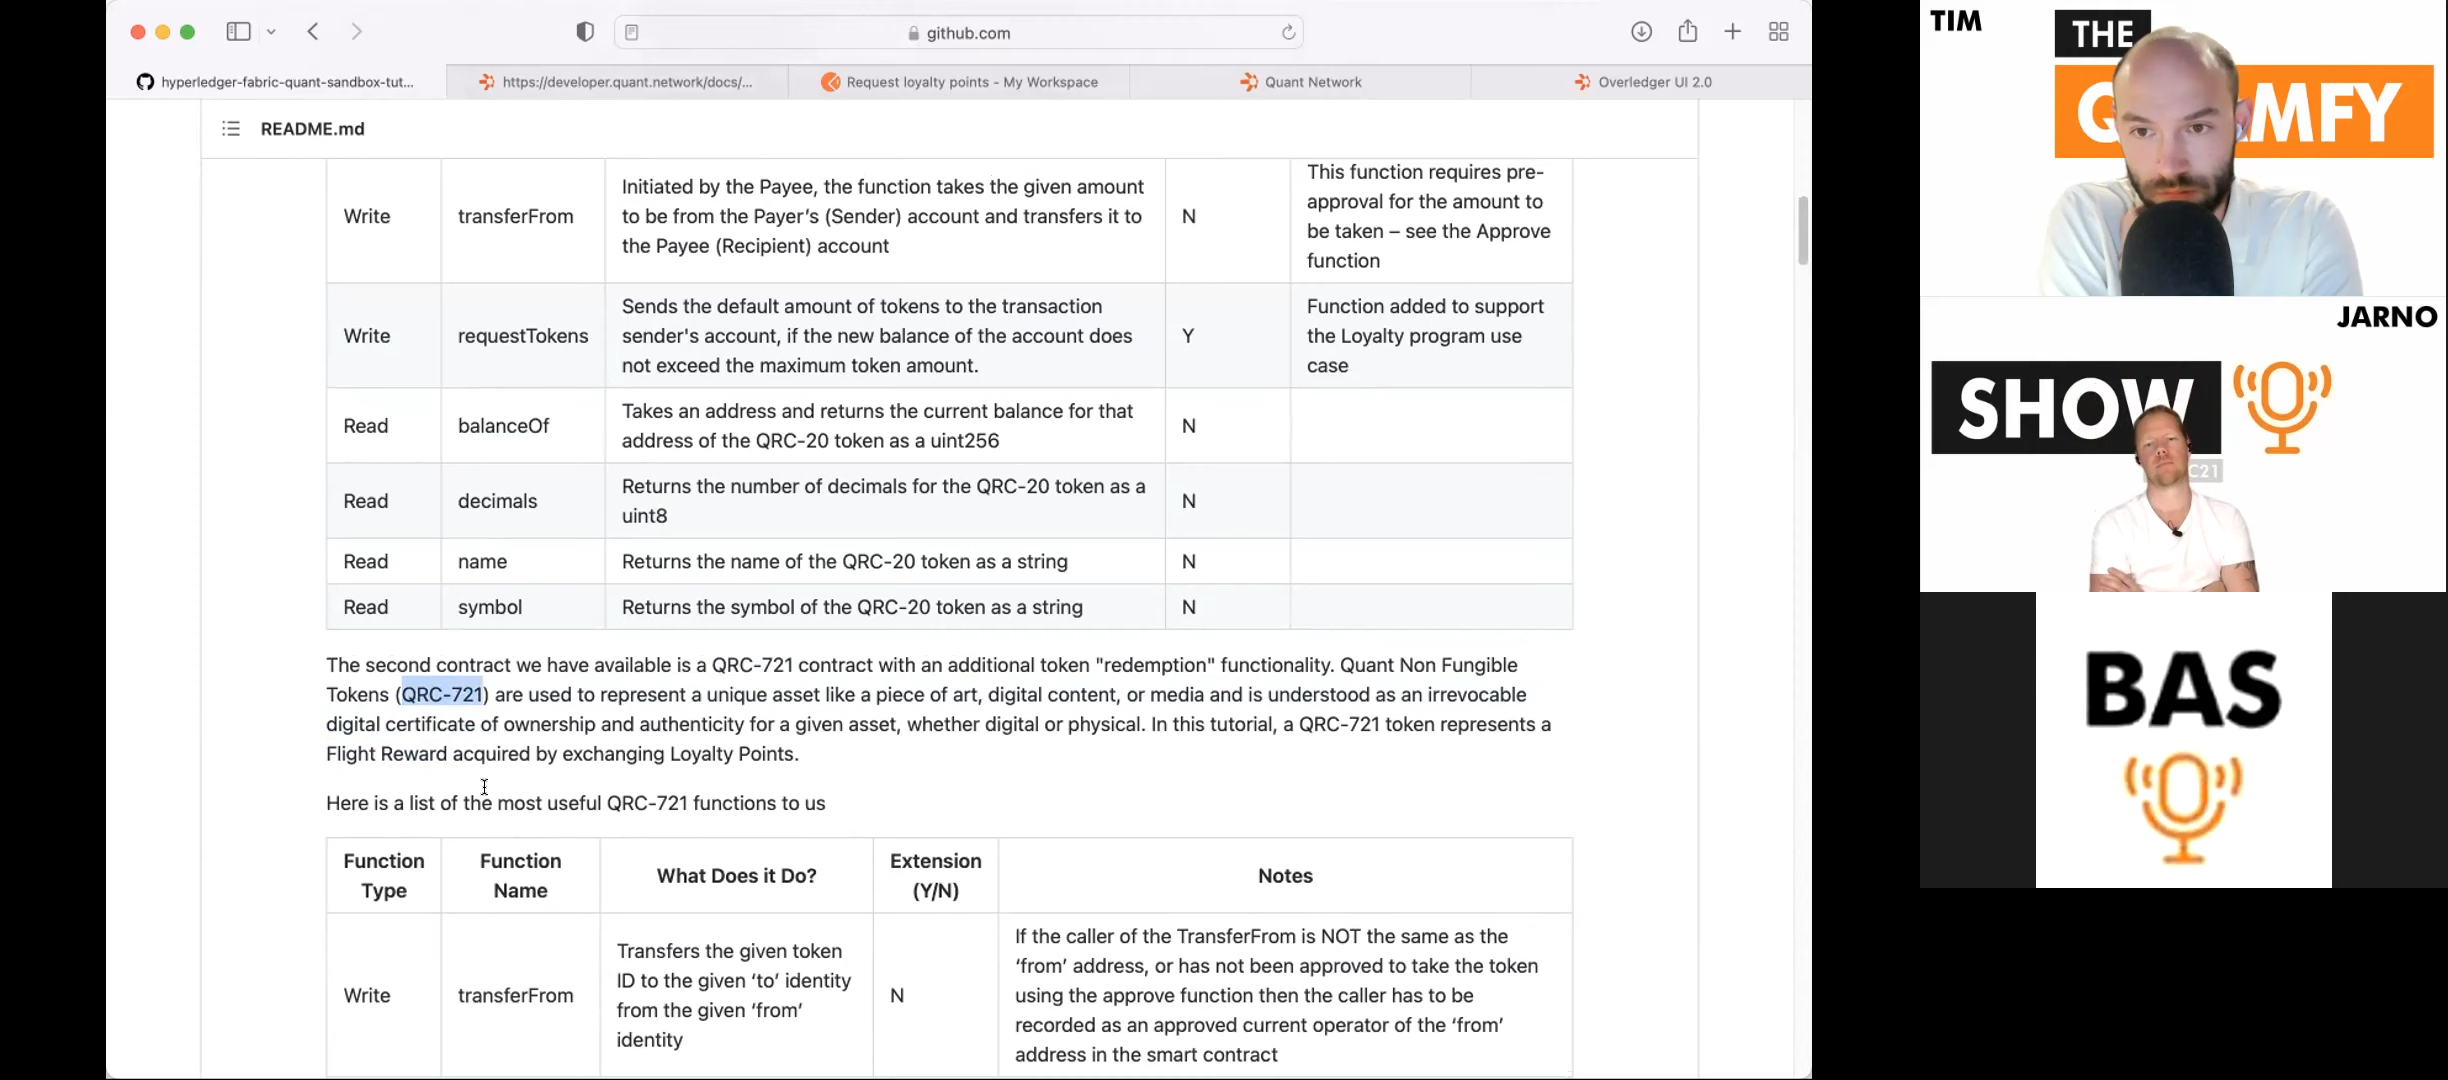 github.com
hyperledger-fabric-quant-sandbox-tut...
https://developer.quant.network/docs/...
Request loyalty points - My Workspace
Quant Network
Overledger UI 2.0
README.md
Write
transferFrom
Initiated by the Payee, the function takes the given amount
to be from the Payer's (Sender) account and transfers it to
the Payee (Recipient) account
N
This function requires pre-
approval for the amount to
be taken – see the Approve
function
Write
requestTokens
Sends the default amount of tokens to the transaction
sender's account, if the new balance of the account does
not exceed the maximum token amount.
Y
Function added to support
the Loyalty program use
case
Read
balanceOf
Takes an address and returns the current balance for that
address of the QRC-20 token as a uint256
N
Read
decimals
Returns the number of decimals for the QRC-20 token as a
uint8
N
Read
name
Returns the name of the QRC-20 token as a string
N
Read
symbol
Returns the symbol of the QRC-20 token as a string
N
The second contract we have available is a QRC-721 contract with an additional token "redemption" functionality. Quant Non Fungible
Tokens (QRC-721) are used to represent a unique asset like a piece of art, digital content, or media and is understood as an irrevocable
digital certificate of ownership and authenticity for a given asset, whether digital or physical. In this tutorial, a QRC-721 token represents a
Flight Reward acquired by exchanging Loyalty Points.
Here is a list of the most useful QRC-721 functions to us
Function
Type
Function
Name
What Does it Do?
Extension
(Y/N)
Notes
Write
transferFrom
Transfers the given token
ID to the given ‘to’ identity
from the given ‘from’
identity
N
If the caller of the TransferFrom is NOT the same as the
‘from’ address, or has not been approved to take the token
using the approve function then the caller has to be
recorded as an approved current operator of the ‘from’
address in the smart contract
TIM
THE
MFY
JARNO
SHOW
C21
BAS